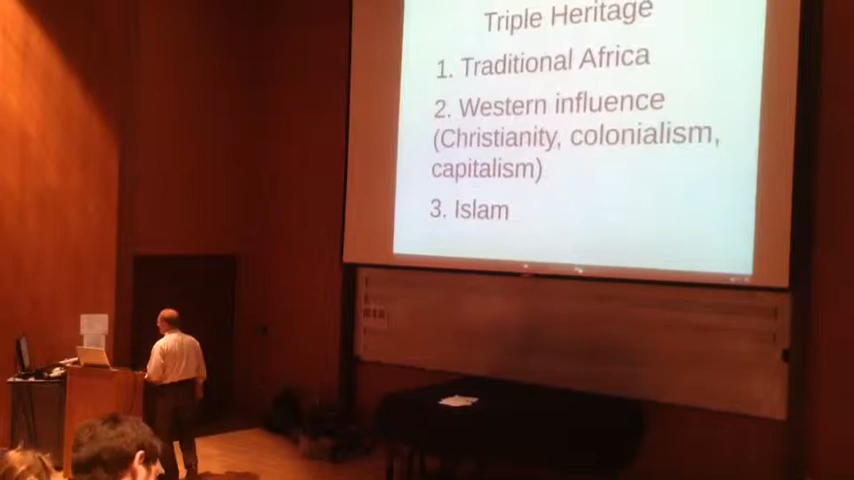 Triple Heritage
1. Traditional Africa
2. Western influence
(Christianity, colonialism,
capitalism)
3. Islam